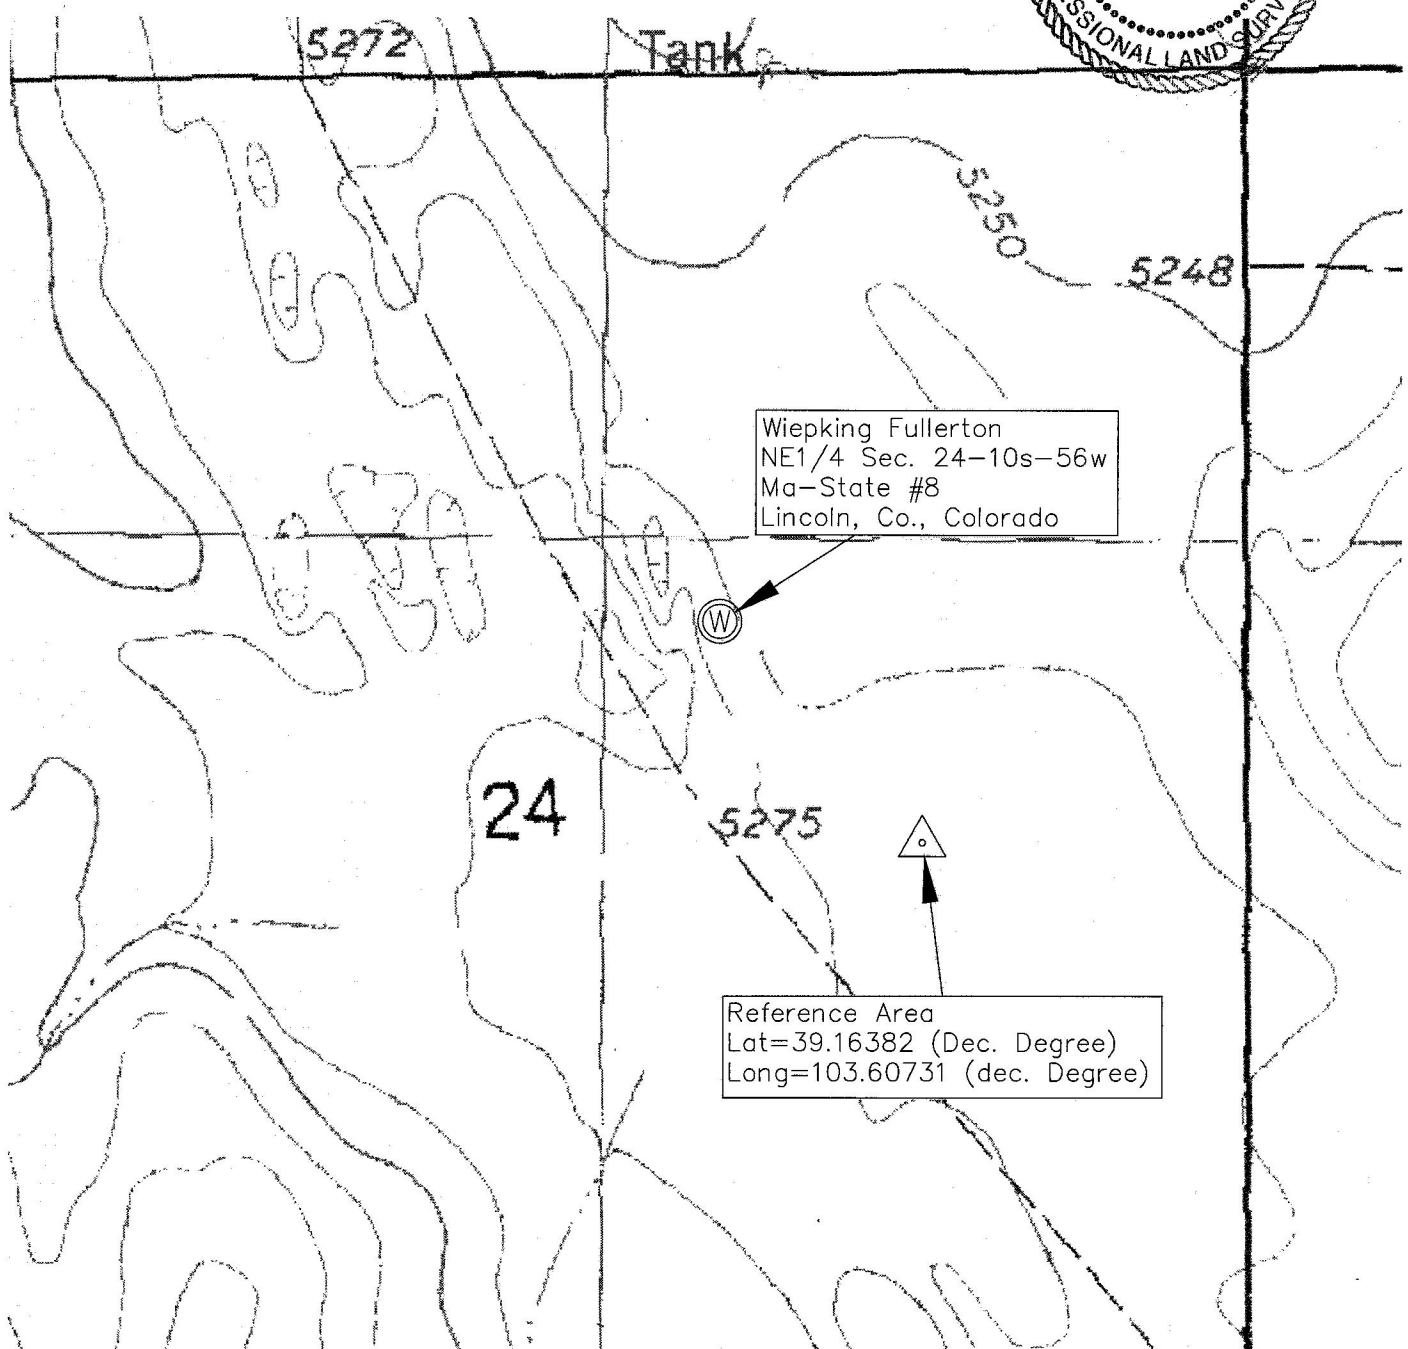 SSIONAL LAND SURV
5272
Tank
5250
5248
Wiepking Fullerton
NE1/4 Sec. 24-10s-56w
Ma-State #8
Lincoln, Co., Colorado
W
24
5275
Reference Area
Lat=39.16382 (Dec. Degree)
Long=103.60731 (dec. Degree)